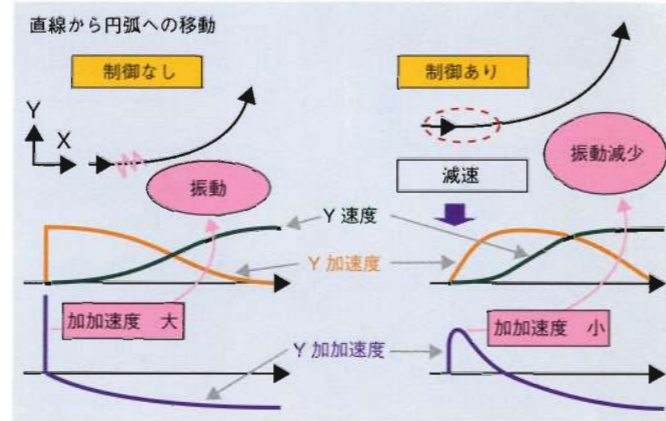 直線から円弧への移動
制御なし
制御あり
Y
X
振動
減速
振動減少
Y 速度
Y 加速度
加加速度 大
加加速度 小
Y 加加速度